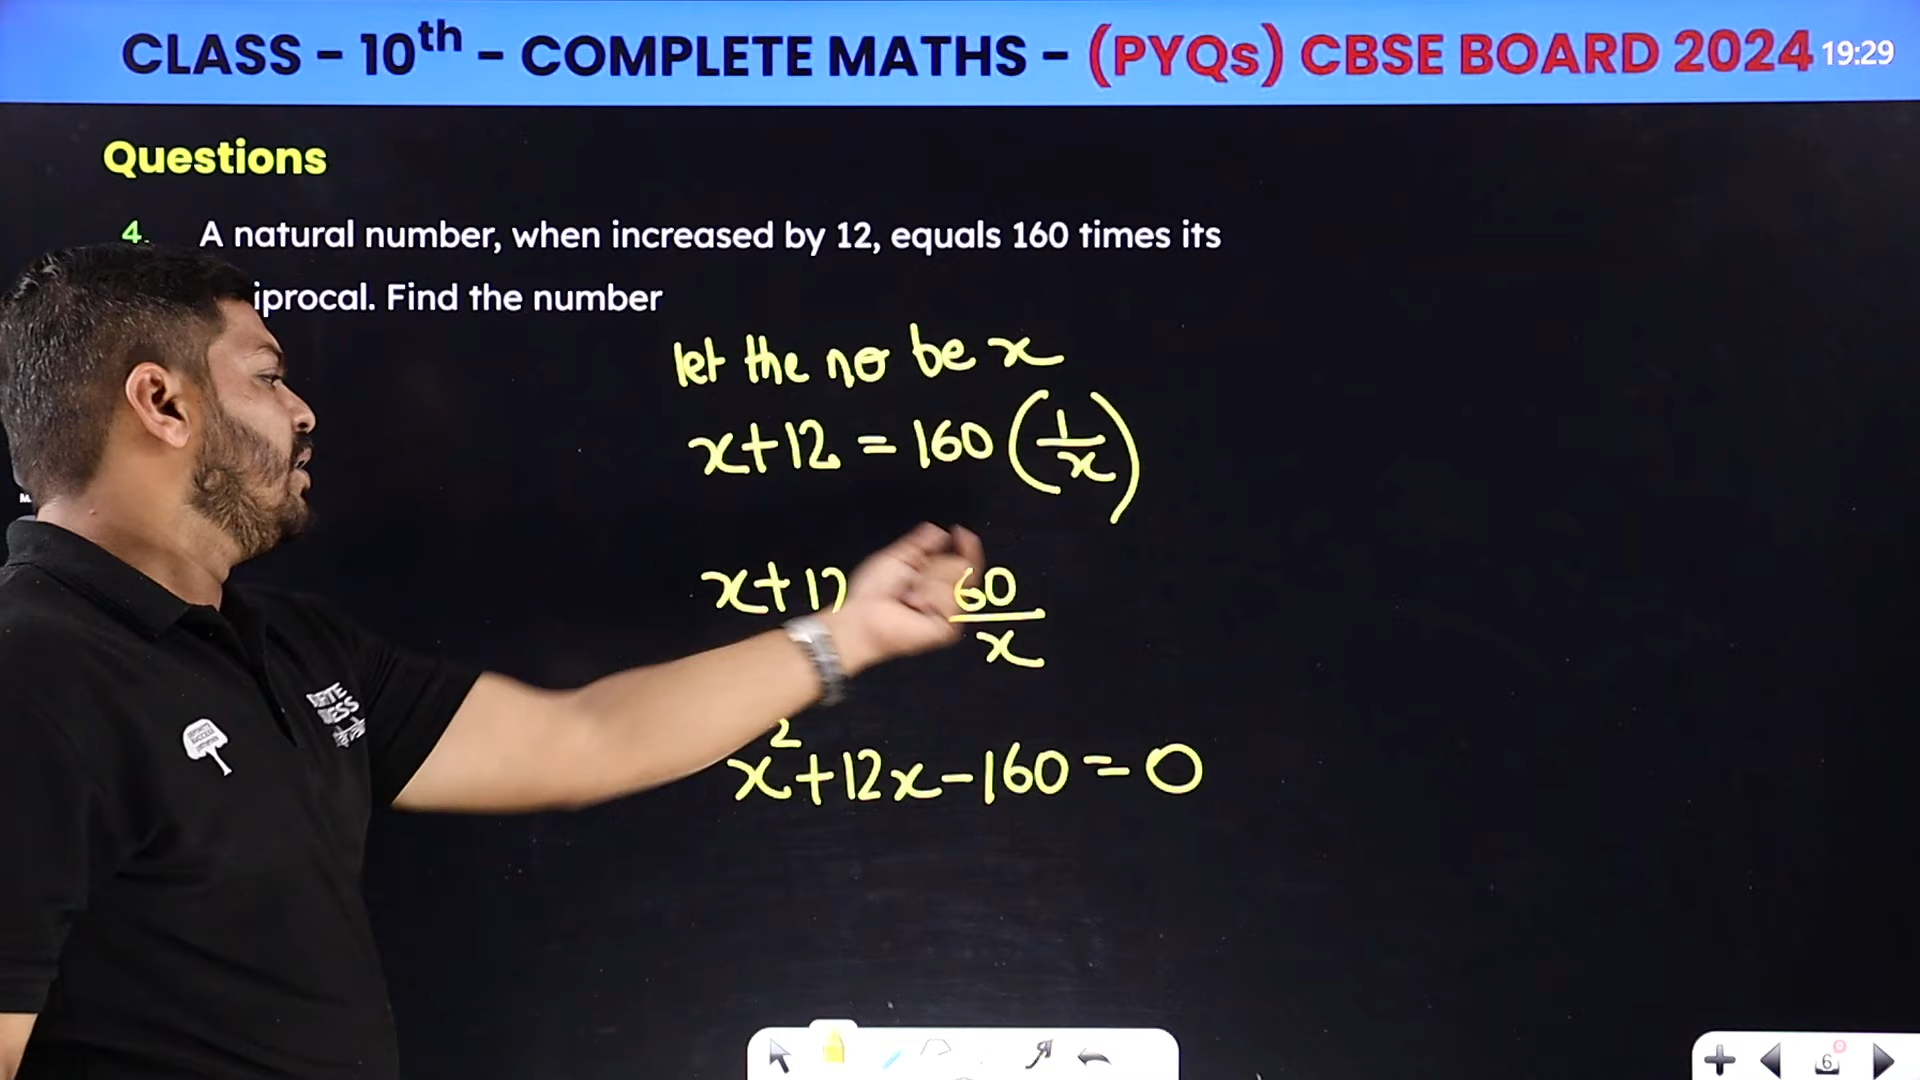 CLASS - 10th - COMPLETE MATHS - (PYQs) CBSE BOARD 2024 19:29
Questions
4. A natural number, when increased by 12, equals 160 times its
iprocal. Find the number
let the no be x
x+12 = 160 (1/x)
x+12 60/x
x²+12x-160=0
6